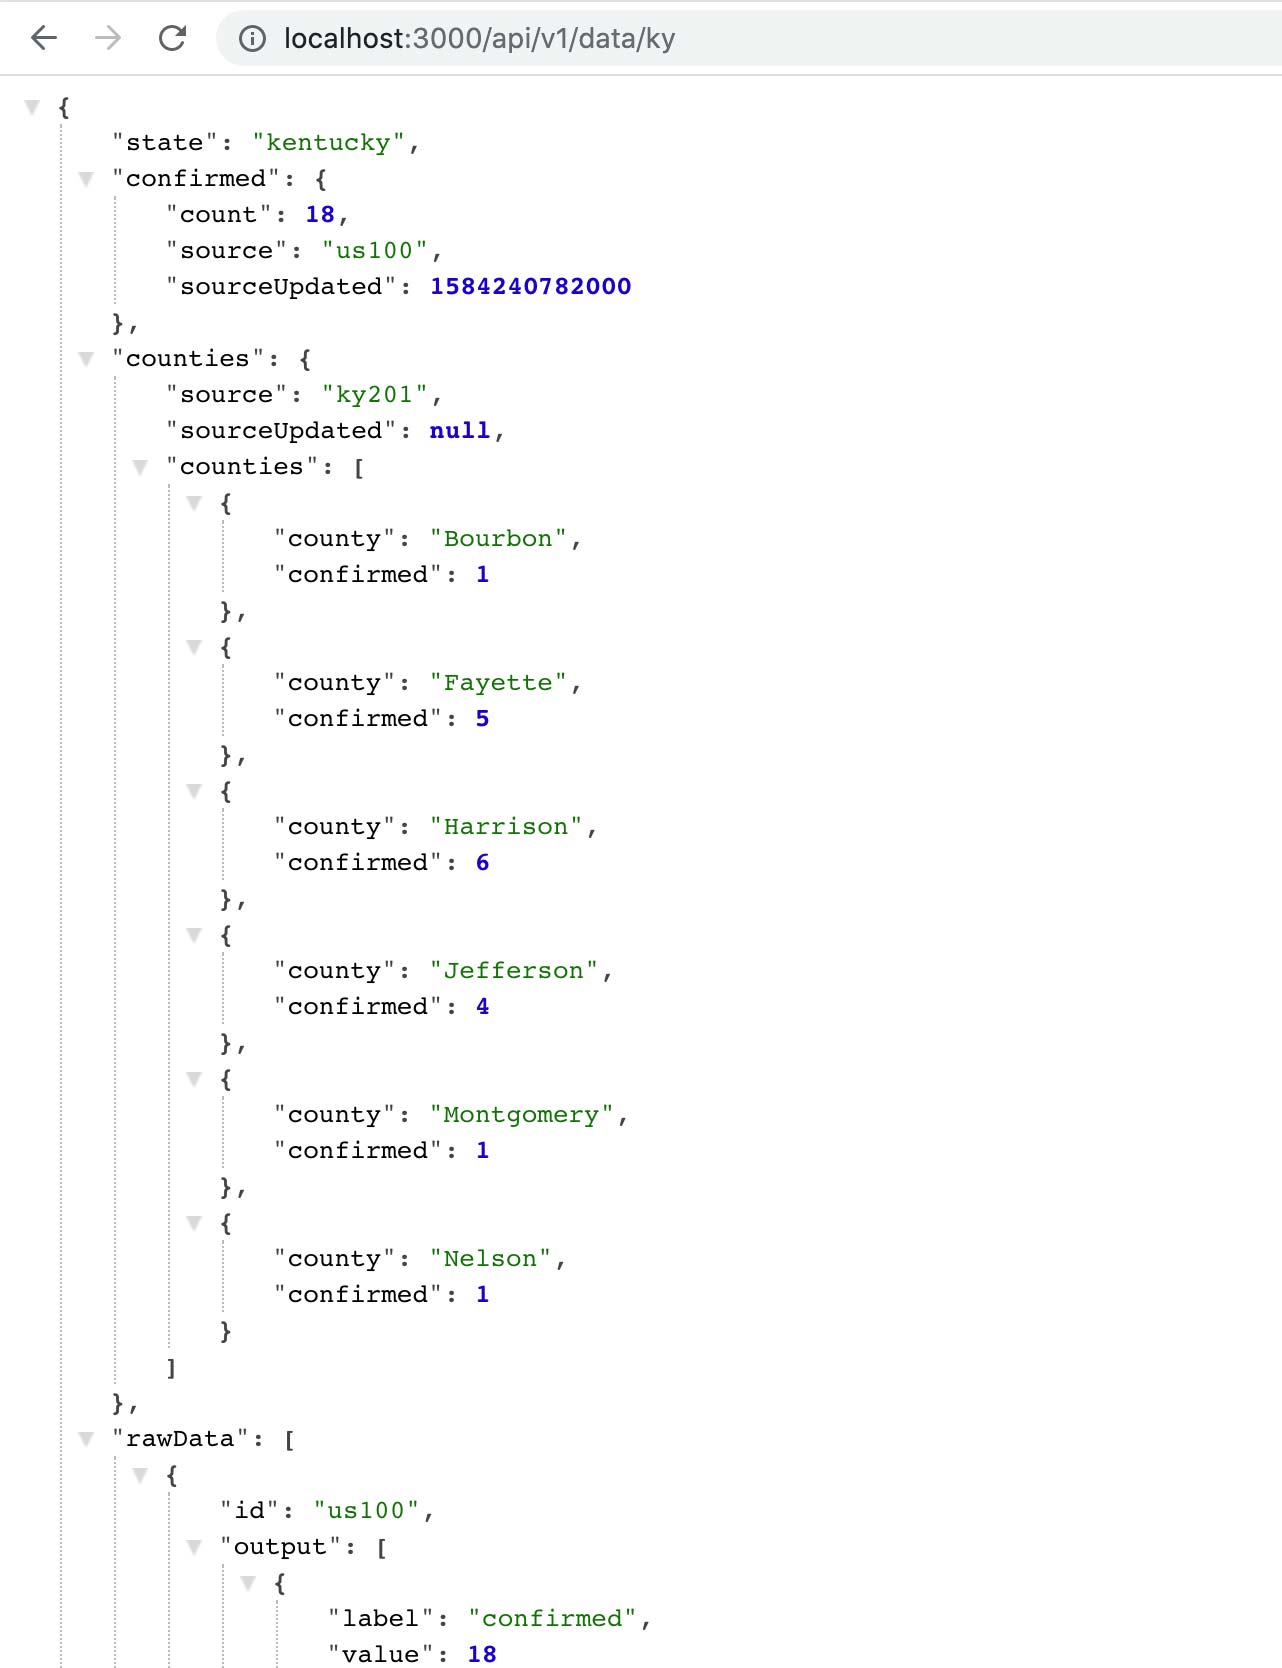 localhost:3000/api/v1/data/ky
{
"state": "kentucky",
"confirmed": {
"count": 18,
"source": "us100",
"sourceUpdated": 1584240782000
},
"counties": {
"source": "ky201",
"sourceUpdated": null,
"counties": [
{
"county": "Bourbon",
"confirmed": 1
},
{
"county": "Fayette",
"confirmed": 5
},
{
"county": "Harrison",
"confirmed": 6
},
{
"county": "Jefferson",
"confirmed": 4
},
{
"county": "Montgomery",
"confirmed": 1
},
{
"county": "Nelson",
"confirmed": 1
}
]
},
"rawData": [
{
"id": "us100",
"output": [
{
"label": "confirmed",
"value": 18